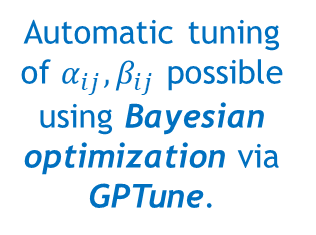 Automatic tuning
of αᵢⱼ, βᵢⱼ possible
using Bayesian
optimization via
GPTune.